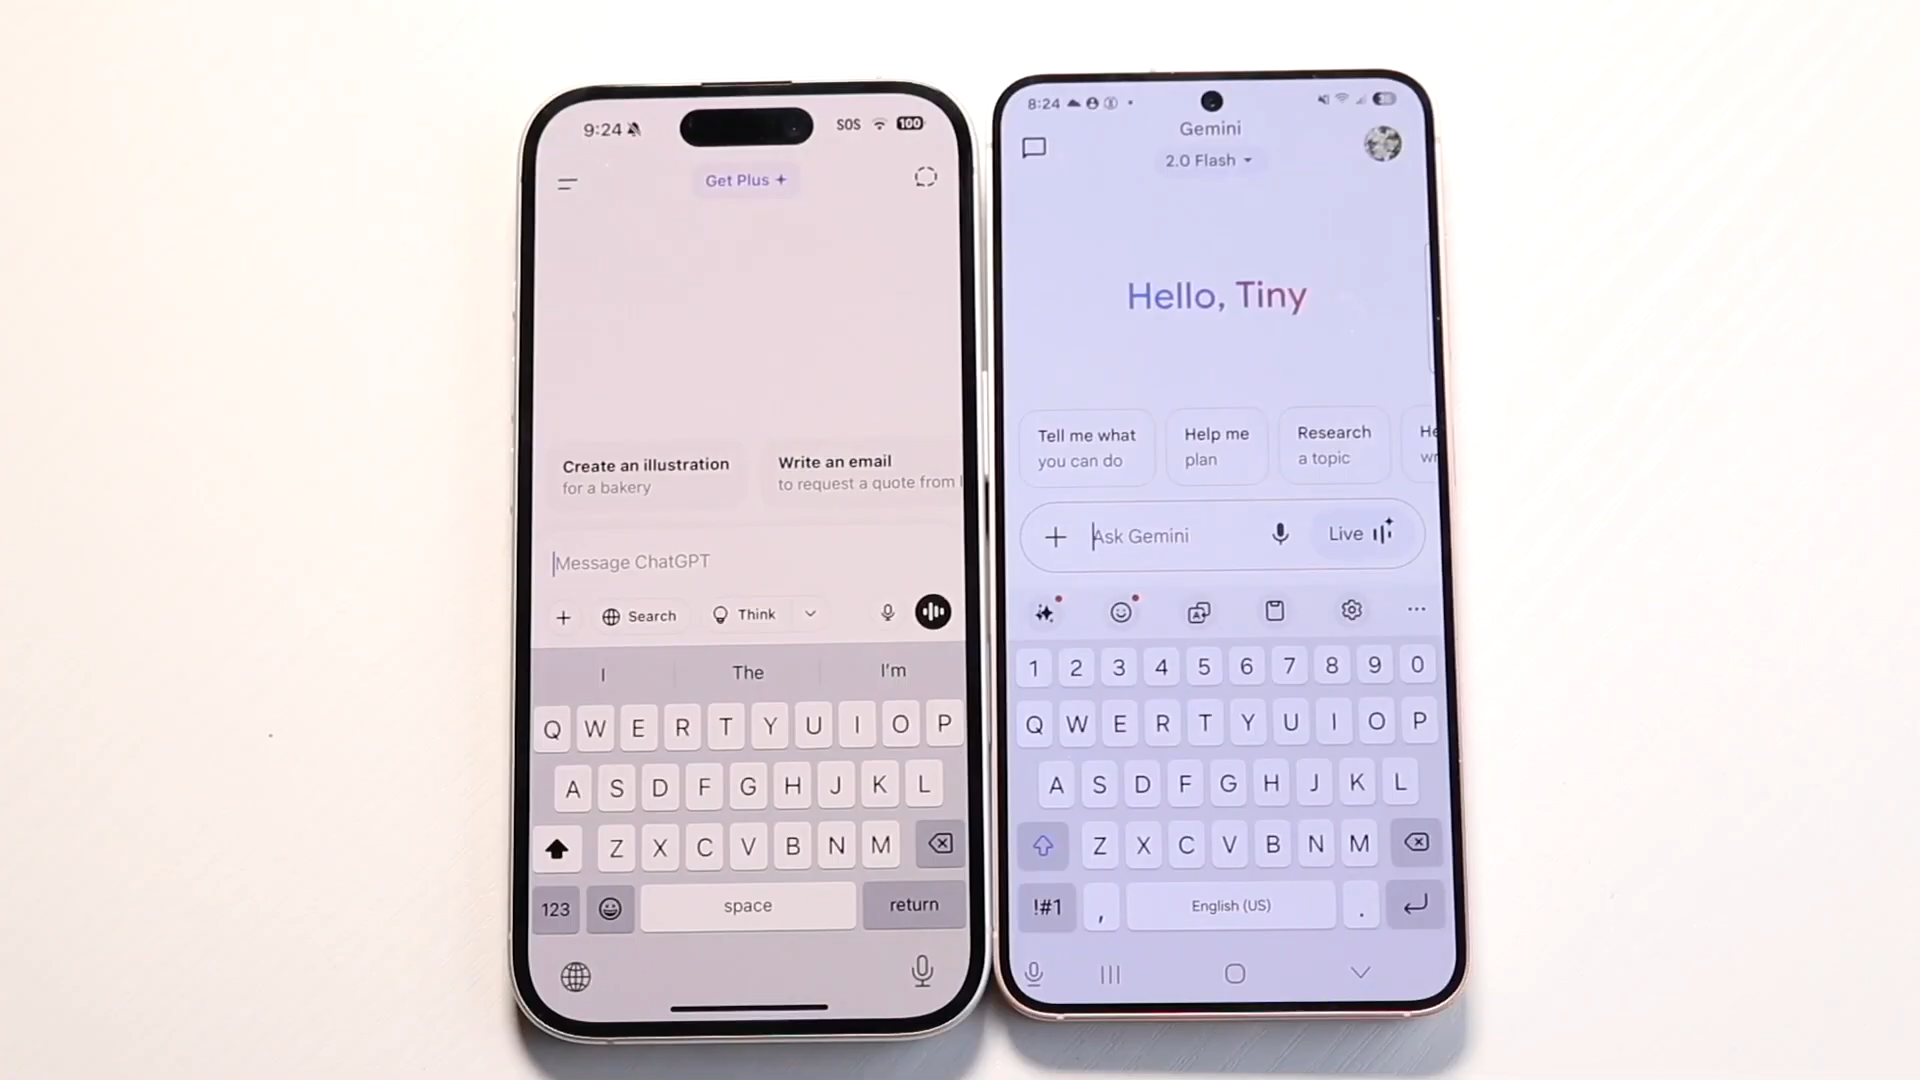 9:24
SOS
100
Get Plus +
Create an illustration
for a bakery
Write an email
to request a quote from
Message ChatGPT
Search
Think
I
The
I'm
Q W E R T Y U I O P
A S D F G H J K L
Z X C V B N M
123
space
return
8:24
Gemini
2.0 Flash
Hello, Tiny
Tell me what
you can do
Help me
plan
Research
a topic
He
wr
Ask Gemini
Live
1 2 3 4 5 6 7 8 9 0
Q W E R T Y U I O P
A S D F G H J K L
Z X C V B N M
!#1
,
English (US)
.